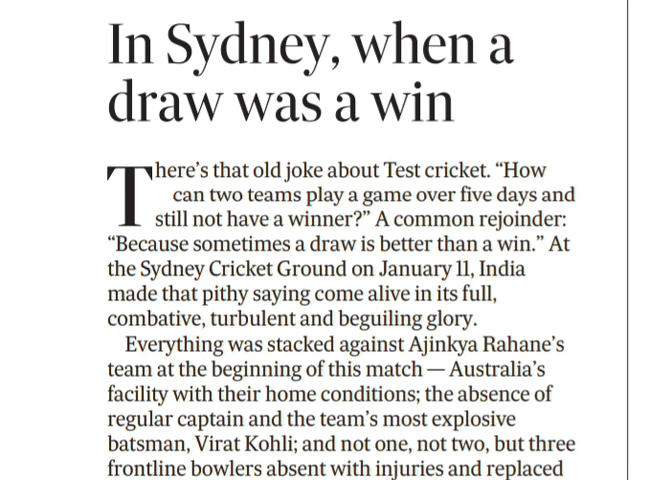 In Sydney, when a
draw was a win
There’s that old joke about Test cricket. “How
can two teams play a game over five days and
still not have a winner?” A common rejoinder:
“Because sometimes a draw is better than a win.” At
the Sydney Cricket Ground on January 11, India
made that pithy saying come alive in its full,
combative, turbulent and beguiling glory.
Everything was stacked against Ajinkya Rahane’s
team at the beginning of this match — Australia’s
facility with their home conditions; the absence of
regular captain and the team’s most explosive
batsman, Virat Kohli; and not one, not two, but three
frontline bowlers absent with injuries and replaced